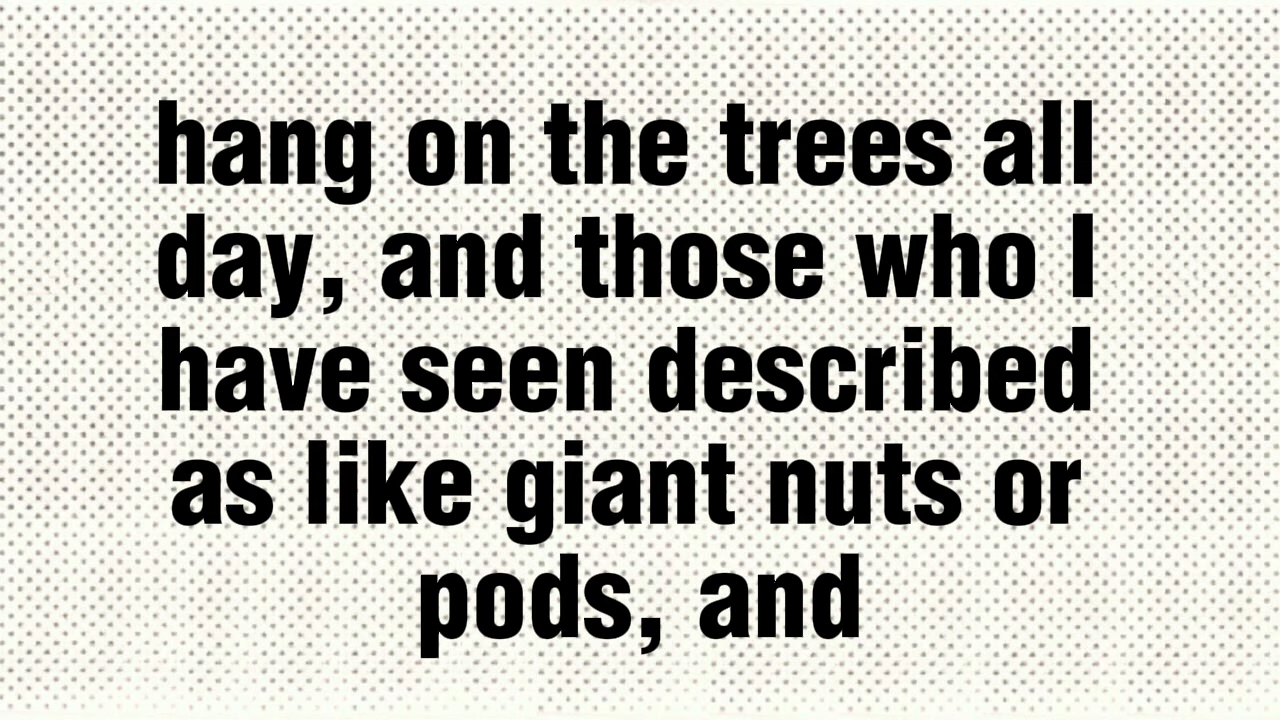 hang on the trees all
day, and those who I
have seen described
as like giant nuts or
pods, and